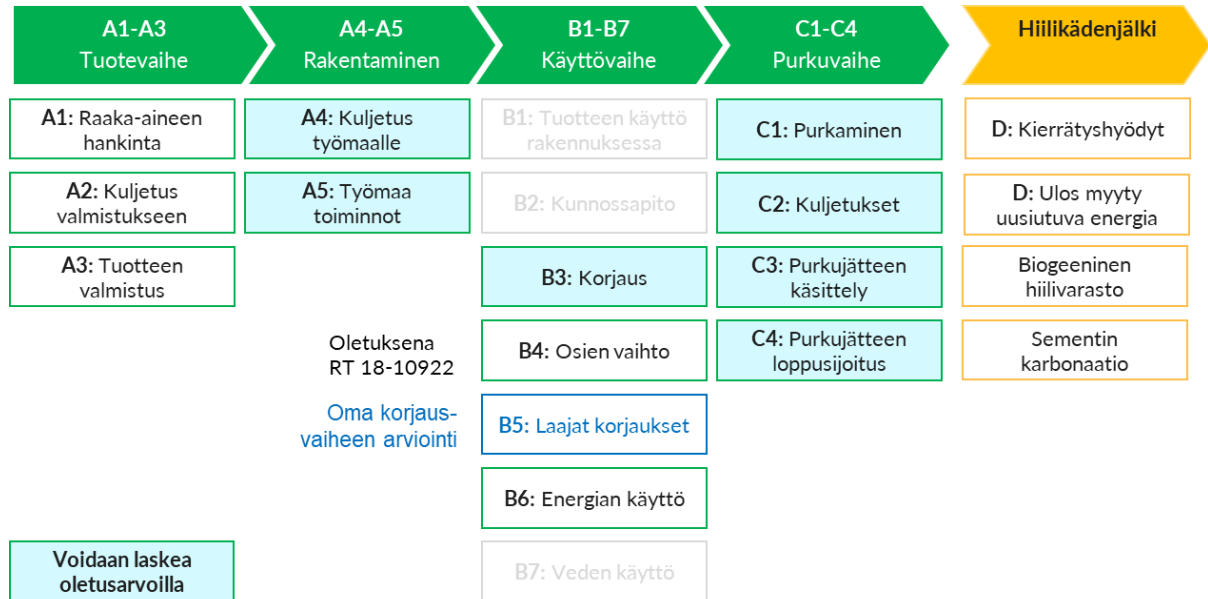 A1-A3
Tuotevaihe
A4-A5
Rakentaminen
B1-B7
Käyttövaihe
C1-C4
Purkuvaihe
Hiilikädenjälki
A1: Raaka-aineen
hankinta
A2: Kuljetus
valmistukseen
A3: Tuotteen
valmistus
A4: Kuljetus
työmaalle
A5: Työmaa
toiminnot
B1: Tuotteen käyttö
rakennuksessa
B2: Kunnossapito
B3: Korjaus
Oletuksena
RT 18-10922
B4: Osien vaihto
Oma korjaus-
vaiheen arviointi
B5: Laajat korjaukset
B6: Energian käyttö
B7: Veden käyttö
C1: Purkaminen
C2: Kuljetukset
C3: Purkujätteen
käsittely
C4: Purkujätteen
loppusijoitus
D: Kierrätyshyödyt
D: Ulos myyty
uusiutuva energia
Biogeeninen
hiilivarasto
Sementin
karbonaatio
Voidaan laskea
oletusarvoilla